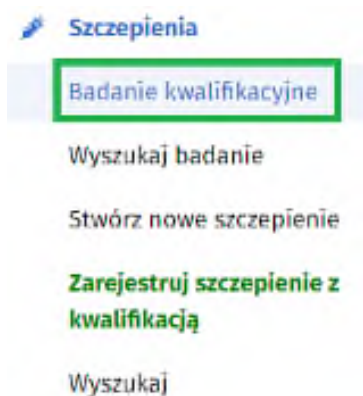 Szczepienia
Badanie kwalifikacyjne
Wyszukaj badanie
Stwórz nowe szczepienie
Zarejestruj szczepienie z
kwalifikacją
Wyszukaj